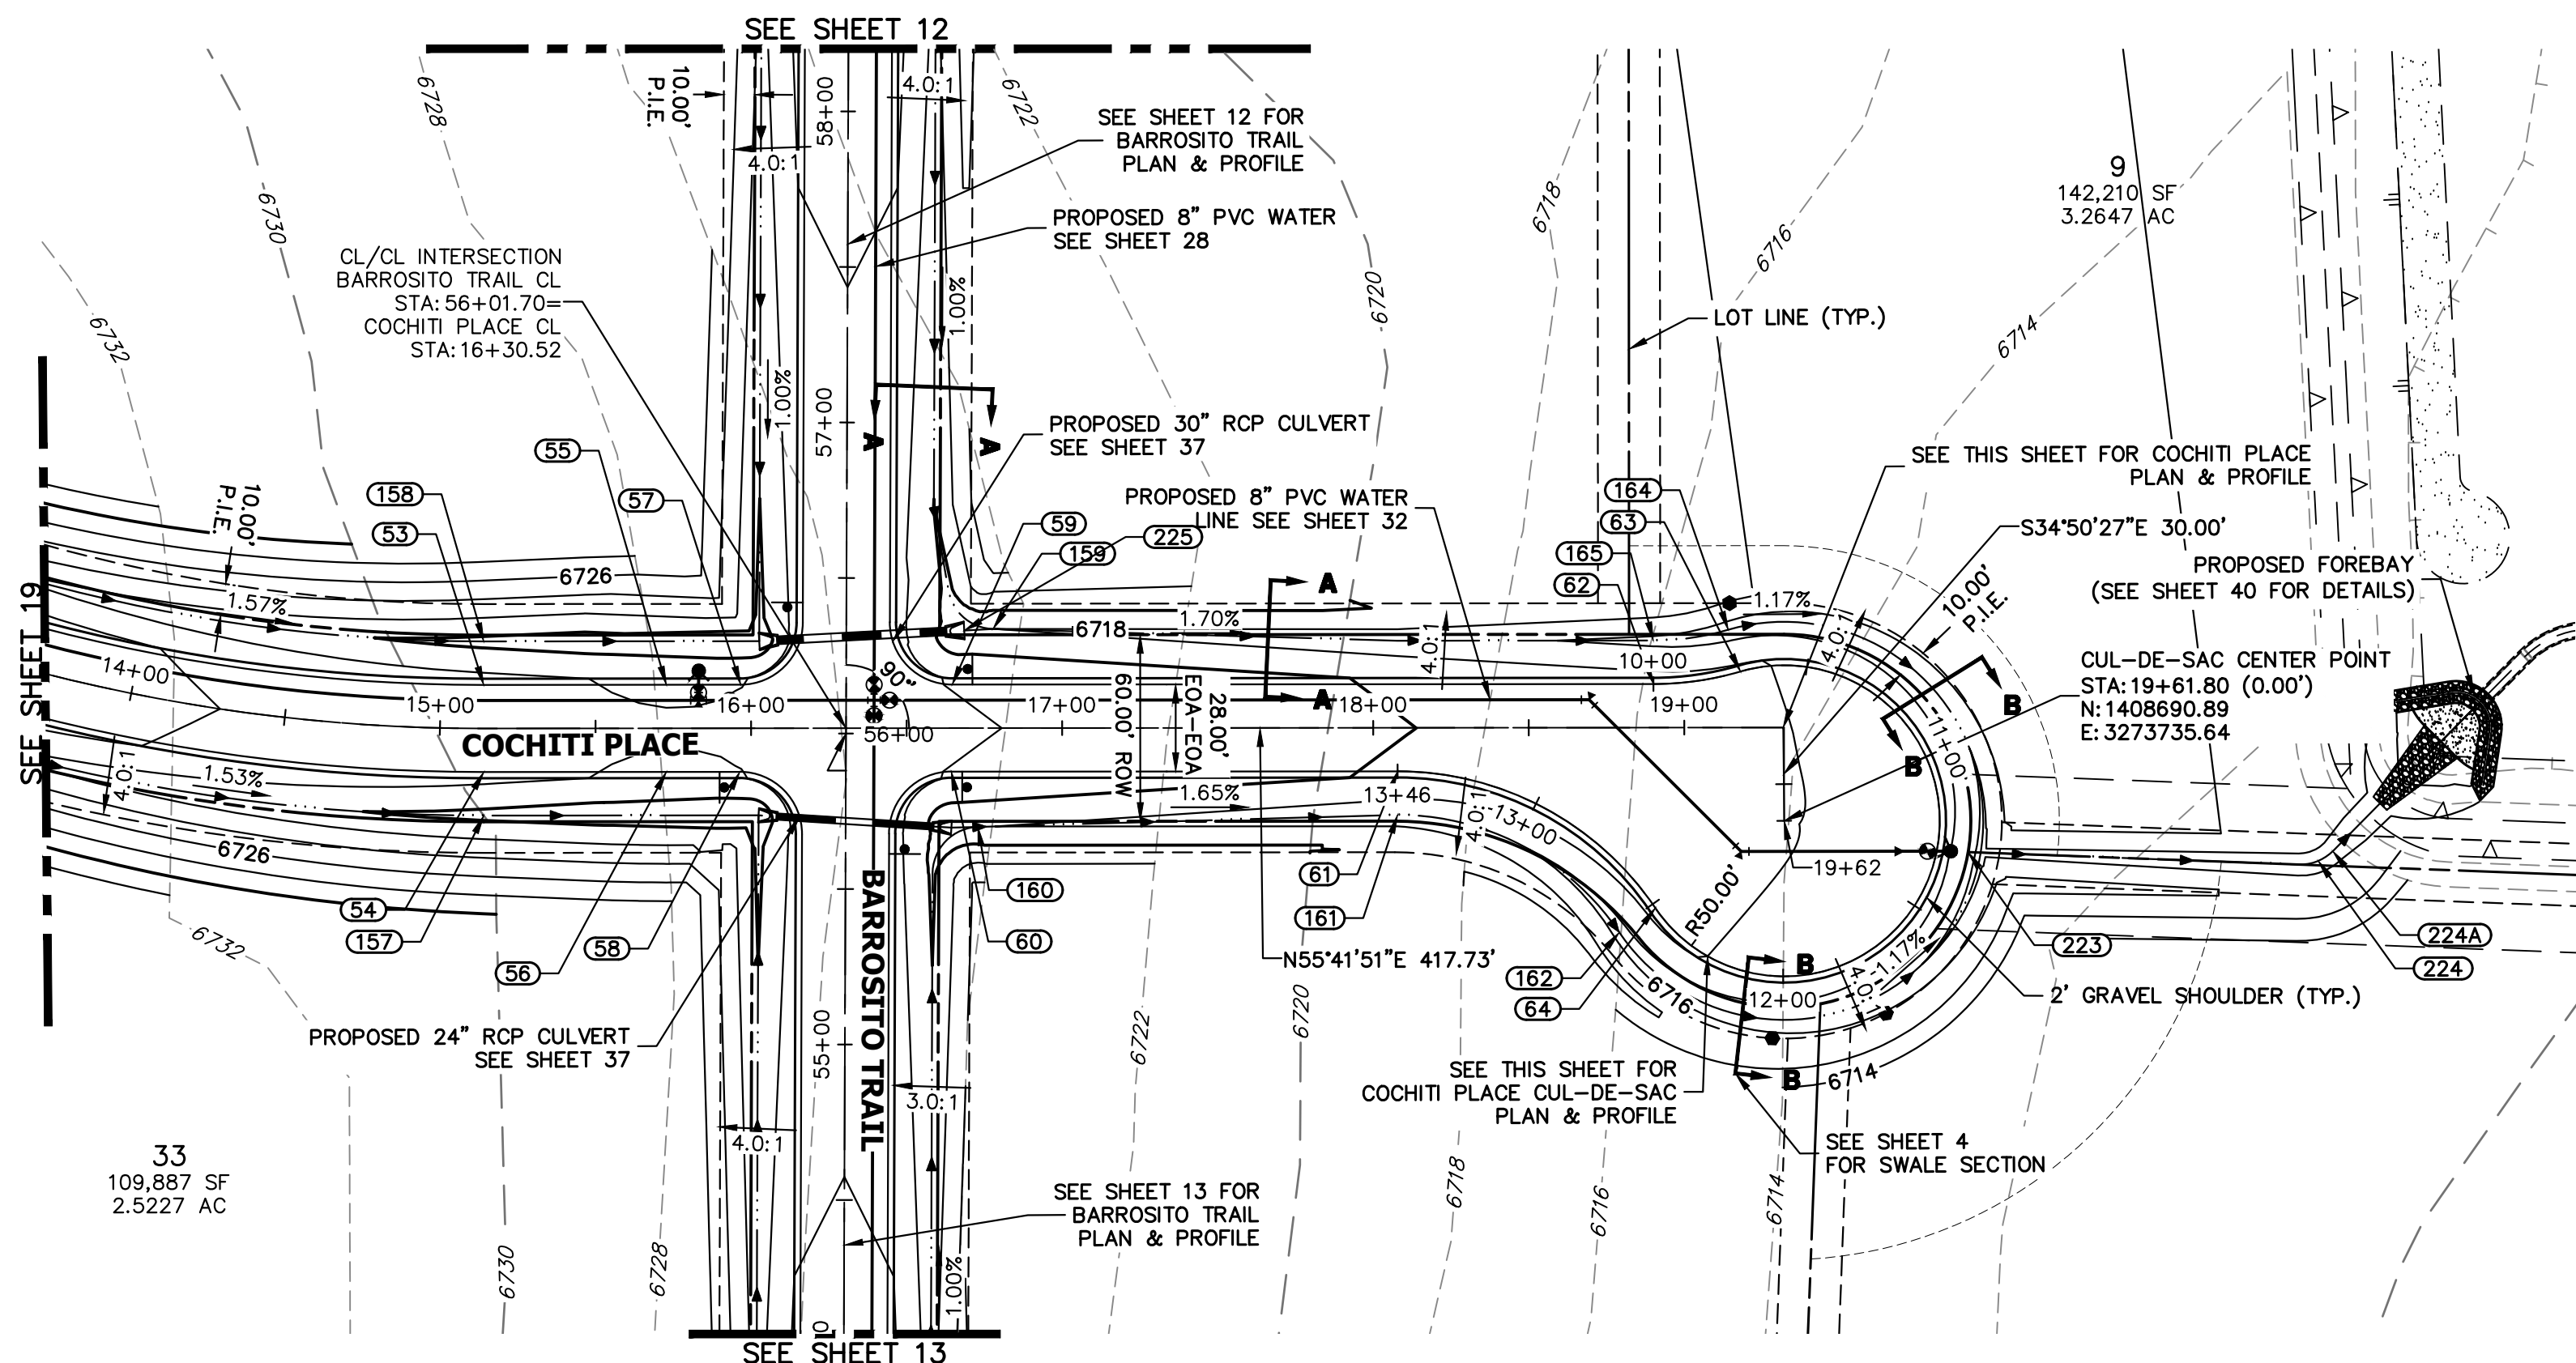 SEE SHEET 12
10.00'
P.I.E.
4.0:1
4.0:1
58+00
6728
6722
6730
SEE SHEET 12 FOR
BARROSITO TRAIL
PLAN & PROFILE
PROPOSED 8" PVC WATER
SEE SHEET 28
6718
6716
9
142,210 SF
3.2647 AC
CL/CL INTERSECTION
BARROSITO TRAIL CL
STA:56+01.70=
COCHITI PLACE CL
STA:16+30.52
6732
1.00%
6720
LOT LINE (TYP.)
6714
1.00%
57+00
A
A
PROPOSED 30" RCP CULVERT
SEE SHEET 37
SEE THIS SHEET FOR COCHITI PLACE
PLAN & PROFILE
55
158
53
57
10.00'
P.I.E.
PROPOSED 8" PVC WATER
LINE SEE SHEET 32
59
159
225
164
63
165
62
S34°50'27"E 30.00'
PROPOSED FOREBAY
(SEE SHEET 40 FOR DETAILS)
SEE SHEET 19
6726
1.57%
A
1.70%
6718
1.17%
10.00'
P.I.E.
4.0:1
4.0:1
10+00
CUL-DE-SAC CENTER POINT
STA:19+61.80 (0.00')
N:1408690.89
E:3273735.64
14+00
15+00
16+00
90°
17+00
A
18+00
19+00
B
B
11+00
56+00
COCHITI PLACE
60.00' ROW
28.00'
EOA-EOA
4.0:1
1.53%
1.65%
13+46
4.0:1
13+00
19+62
6726
BARROSITO TRAIL
54
157
56
58
160
60
61
161
R50.00'
N55°41'51"E 417.73'
162
64
6716
B
12+00
4.0:1
1.17%
223
224A
224
2' GRAVEL SHOULDER (TYP.)
6732
PROPOSED 24" RCP CULVERT
SEE SHEET 37
55+00
6722
6720
SEE THIS SHEET FOR
COCHITI PLACE CUL-DE-SAC
PLAN & PROFILE
B
6714
3.0:1
4.0:1
33
109,887 SF
2.5227 AC
SEE SHEET 4
FOR SWALE SECTION
SEE SHEET 13 FOR
BARROSITO TRAIL
PLAN & PROFILE
6730
6728
1.00%
6718
6716
6714
SEE SHEET 13